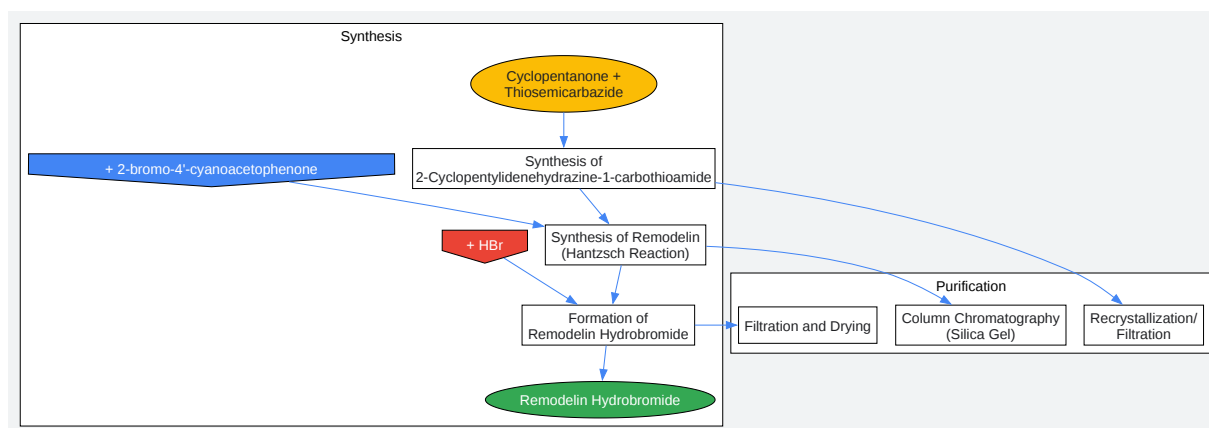 Synthesis
Cyclopentanone +
Thiosemicarbazide
+ 2-bromo-4'-cyanoacetophenone
Synthesis of
2-Cyclopentylidenehydrazine-1-carbothioamide
+ HBr
Synthesis of Remodelin
(Hantzsch Reaction)
Formation of
Remodelin Hydrobromide
Remodelin Hydrobromide
Purification
Filtration and Drying
Column Chromatography
(Silica Gel)
Recrystallization/
Filtration